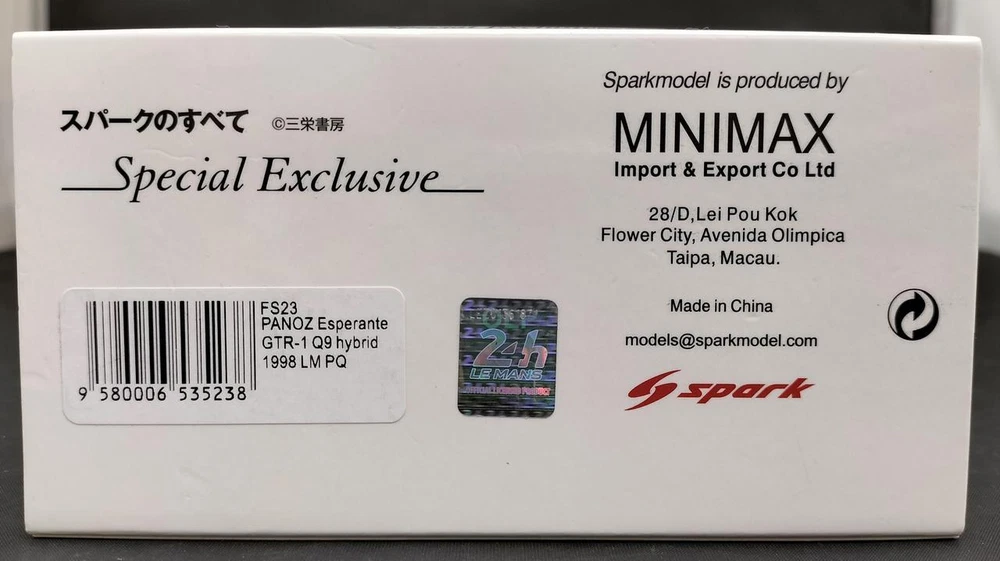 スパークのすべて ©三栄書房
Special Exclusive
FS23
PANOZ Esperante
GTR-1 Q9 hybrid
1998 LM PQ
9 580006 535238
24h
LE MANS
Sparkmodel is produced by
MINIMAX
Import & Export Co Ltd
28/D,Lei Pou Kok
Flower City, Avenida Olimpica
Taipa, Macau.
Made in China
models@sparkmodel.com
spark